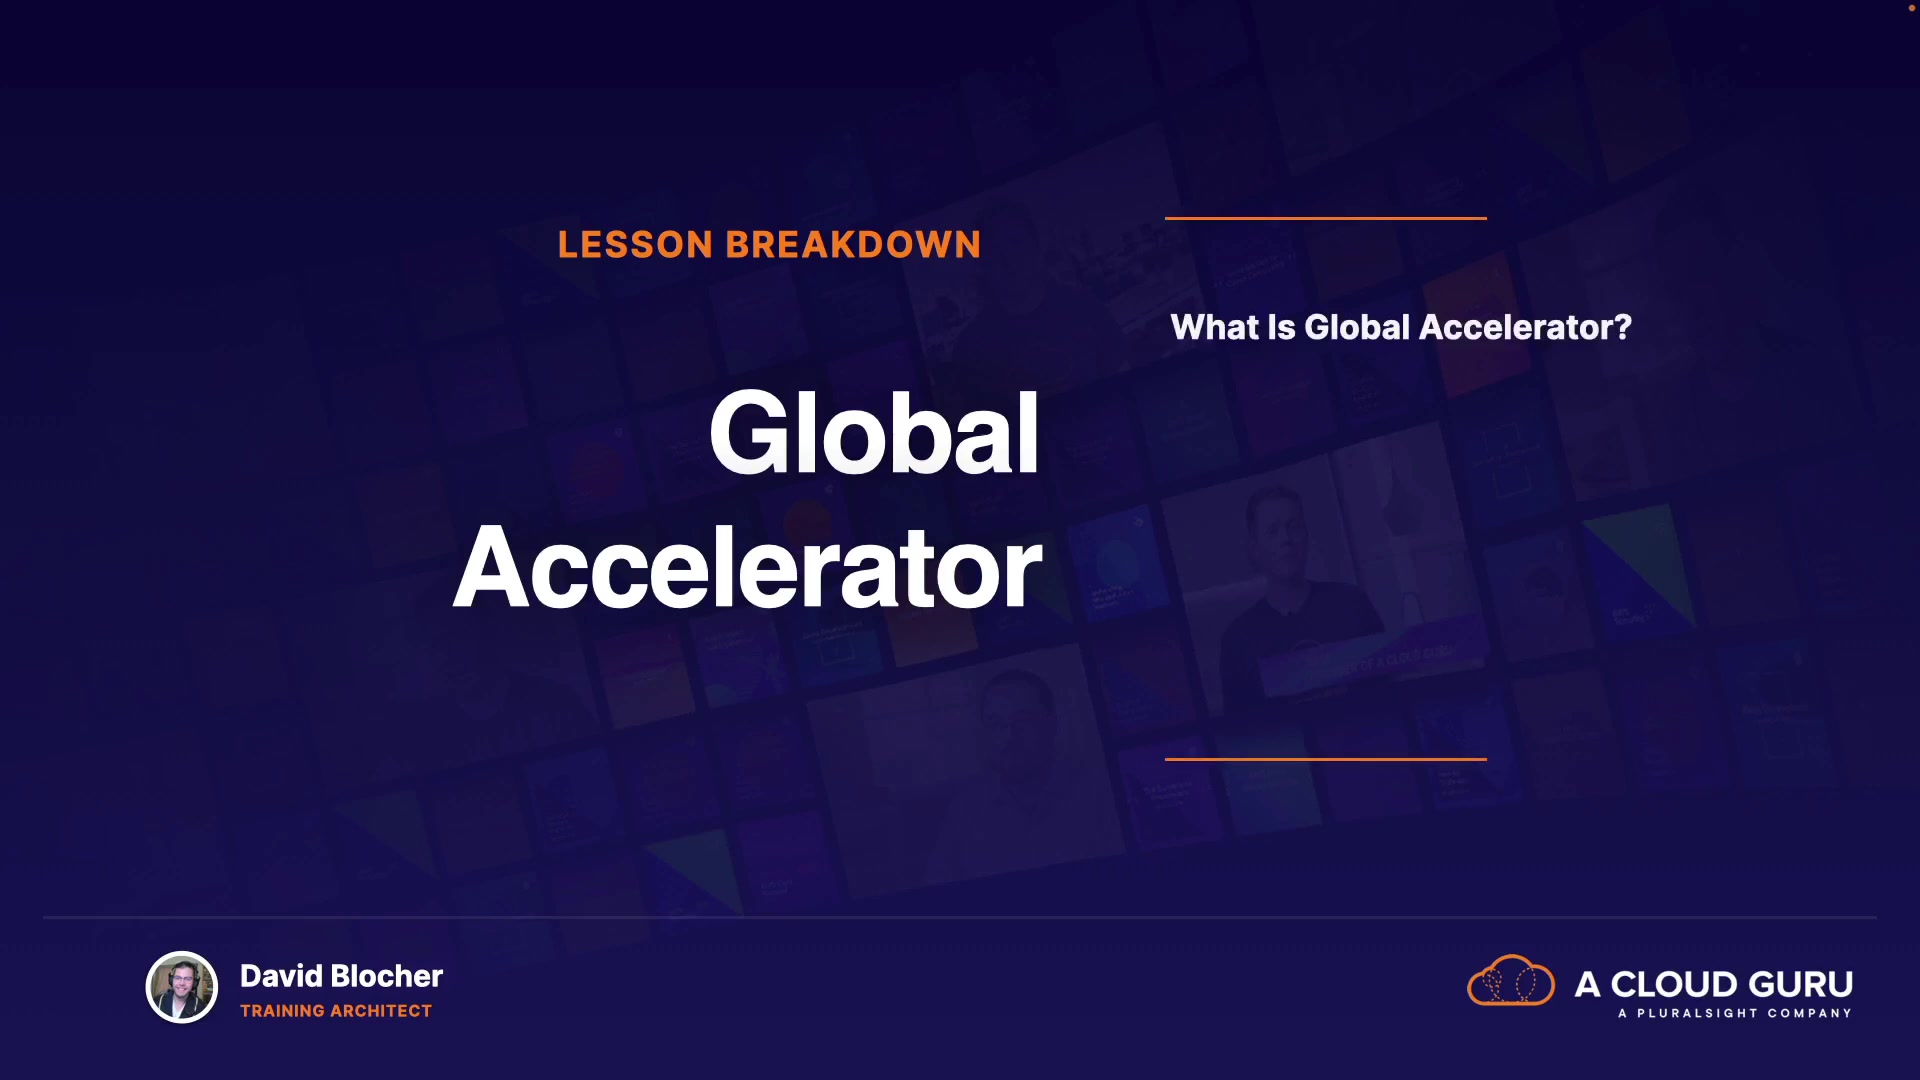 LESSON BREAKDOWN
Global
Accelerator
What Is Global Accelerator?
David Blocher
TRAINING ARCHITECT
A CLOUD GURU
A PLURALSIGHT COMPANY